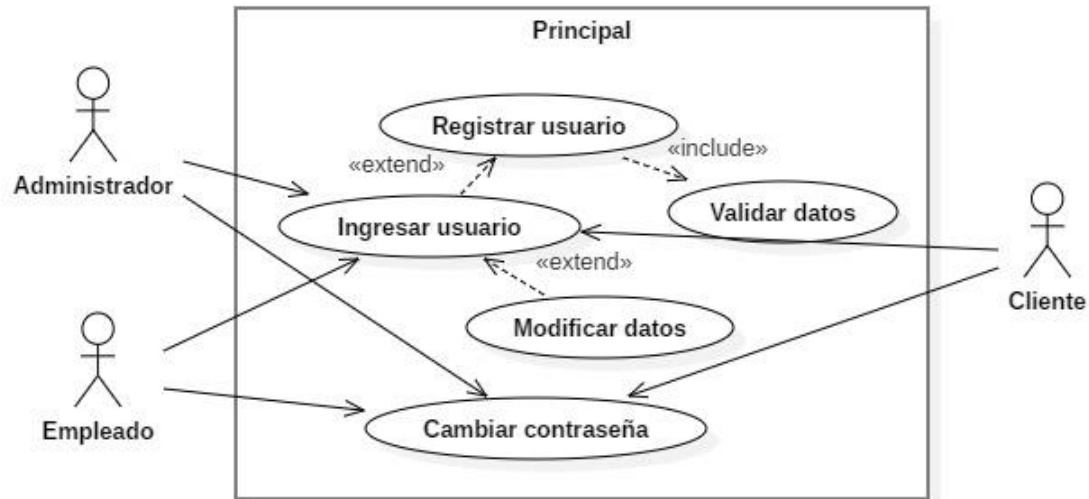 Principal
Registrar usuario
«extend»
«include»
Administrador
Ingresar usuario
Validar datos
«extend»
Cliente
Modificar datos
Empleado
Cambiar contraseña